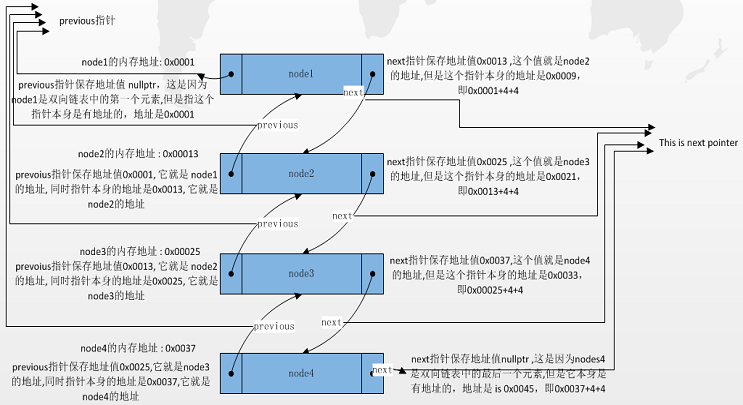 previous指针
node1的内存地址: 0x0001
previous指针保存地址值 nullptr，这是因为
node1是双向链表中的第一个元素,但是指这个
指针本身是有地址的，地址是0x0001
node1
next指针保存地址值0x0013 ,这个值就是node2
的地址,但是这个指针本身的地址是0x0009，
即0x0001+4+4
next
previous
This is next pointer
node2的内存地址 : 0x00013
prevoius指针保存地址值0x0001, 它就是 node1
的地址, 同时指针本身的地址是0x0013, 它就是
node2的地址
node2
next指针保存地址值0x0025 ,这个值就是node3
的地址,但是这个指针本身的地址是0x0021，
即0x0013+4+4
next
previous
node3的内存地址 : 0x00025
prevoius指针保存地址值0x0013, 它就是 node2
的地址, 同时指针本身的地址是0x0025, 它就是
node3的地址
node3
next指针保存地址值0x0037,这个值就是node4
的地址,但是这个指针本身的地址是0x0033，
即0x00025+4+4
next
previous
node4的内存地址 : 0x0037
previous指针保存地址值0x0025,它就是node3
的地址,同时指针本身的地址是0x0037,它就是
node4的地址
node4
next
next指针保存地址值nullptr ,这是因为nodes4
是双向链表中的最后一个元素,但是它本身是
有地址的，地址是 is 0x0045，即0x0037+4+4